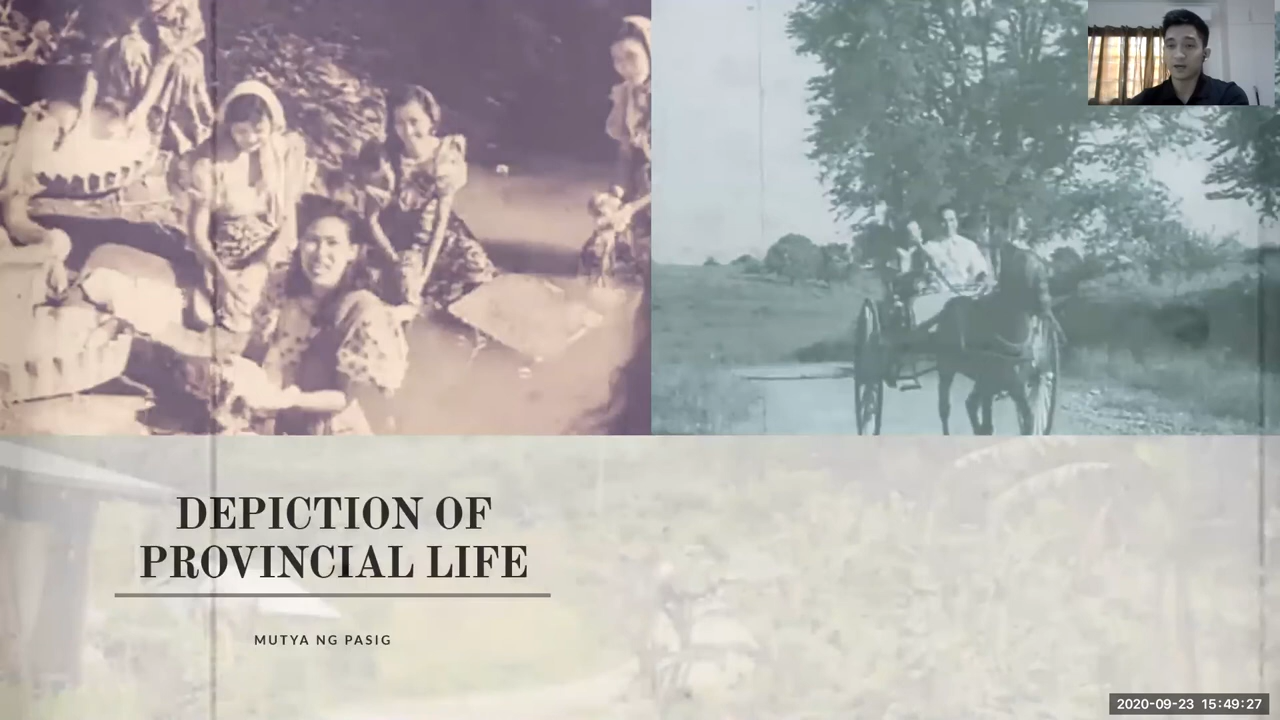 DEPICTION OF
PROVINCIAL LIFE
MUTYA NG PASIG
2020-09-23 15:49:27